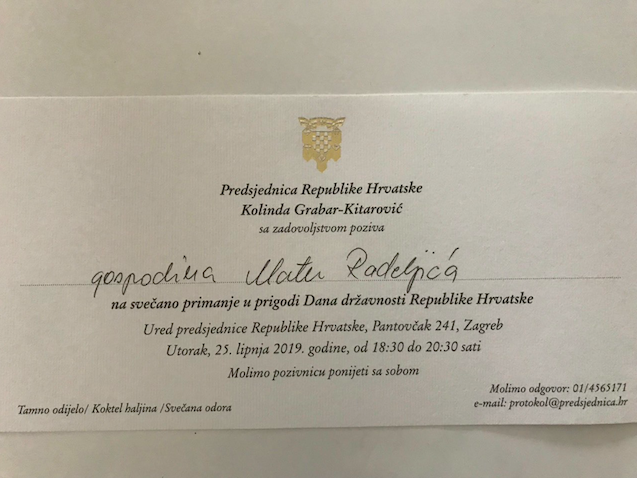 Predsjednica Republike Hrvatske
Kolinda Grabar-Kitarović
sa zadovoljstvom poziva
gospodina Matu Radeljića
na svečano primanje u prigodi Dana državnosti Republike Hrvatske
Ured predsjednice Republike Hrvatske, Pantovčak 241, Zagreb
Utorak, 25. lipnja 2019. godine, od 18:30 do 20:30 sati
Molimo pozivnicu ponijeti sa sobom
Molimo odgovor: 01/4565171
Tamno odijelo/ Koktel haljina /Svečana odora
e-mail: protokol@predsjednica.hr